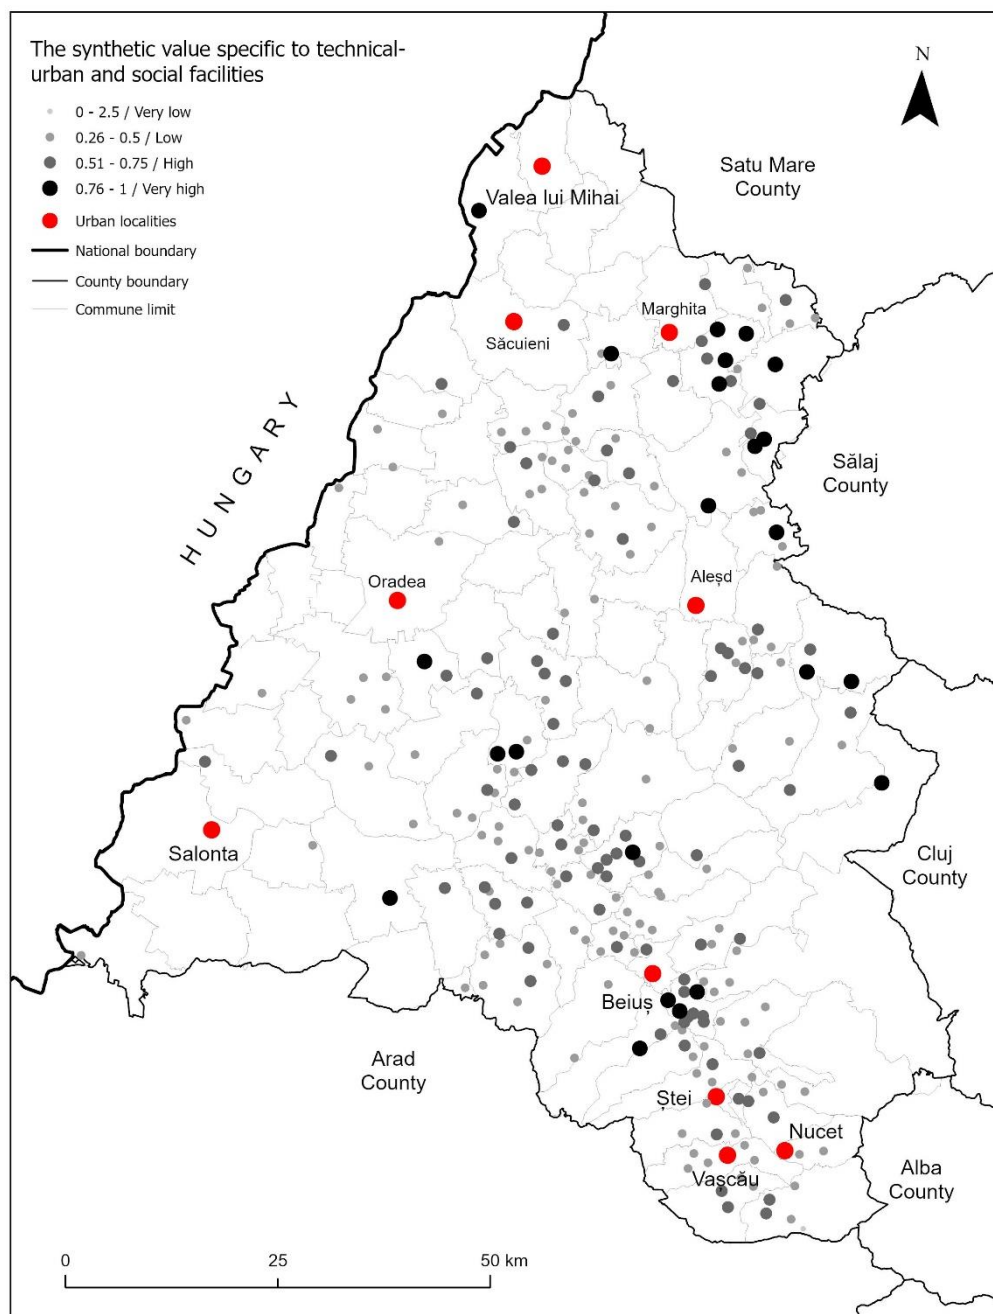 The synthetic value specific to technical-
urban and social facilities
0 - 2.5 / Very low
0.26 - 0.5 / Low
0.51 - 0.75 / High
0.76 - 1 / Very high
Urban localities
National boundary
County boundary
Commune limit
N
Satu Mare
County
Valea lui Mihai
Marghita
Săcuieni
HUNGARY
Sălaj
County
Oradea
Aleșd
Salonta
Cluj
County
Beiuș
Arad
County
Ștei
Nucet
Vașcău
Alba
County
0 25 50 km